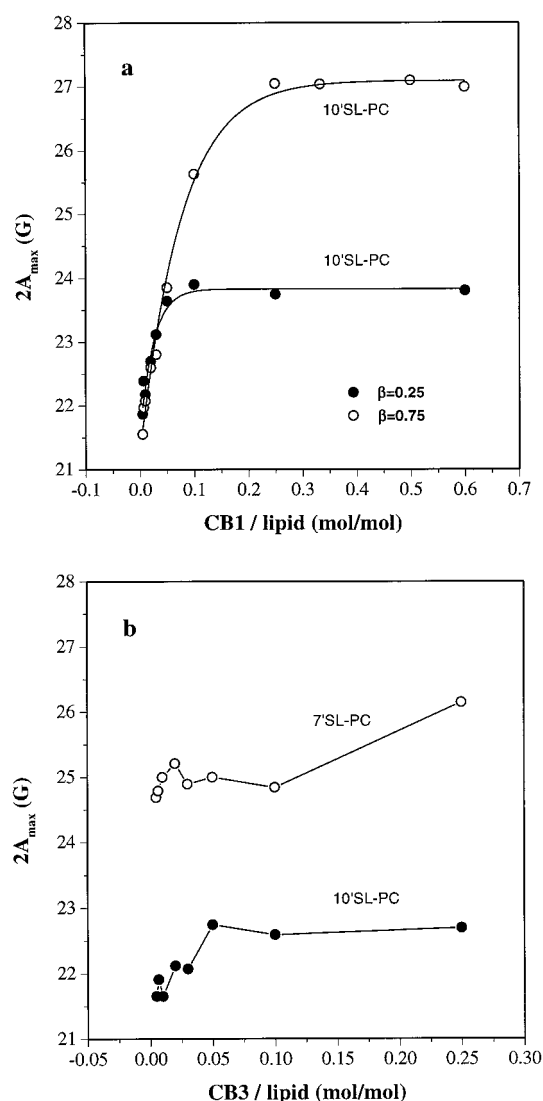 28
27
26
25
24
23
22
21
2A_max (G)
a
10'SL-PC
10'SL-PC
● β=0.25
○ β=0.75
-0.1 0.0 0.1 0.2 0.3 0.4 0.5 0.6 0.7
CB1 / lipid (mol/mol)
28
27
26
25
24
23
22
21
2A_max (G)
b
7'SL-PC
10'SL-PC
-0.05 0.00 0.05 0.10 0.15 0.20 0.25 0.30
CB3 / lipid (mol/mol)